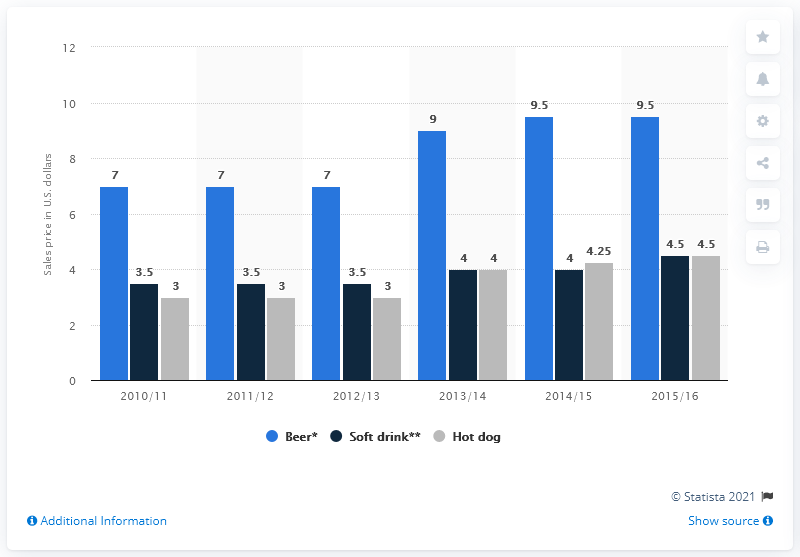 12
10
8
6
4
2
0
Sales price in U.S. dollars
7 3.5 3
7 3.5 3
7 3.5 3
9 4 4
9.5 4 4.25
9.5 4.5 4.5
2010/11 2011/12 2012/13 2013/14 2014/15 2015/16
Beer* Soft drink** Hot dog
© Statista 2021
Additional Information Show source